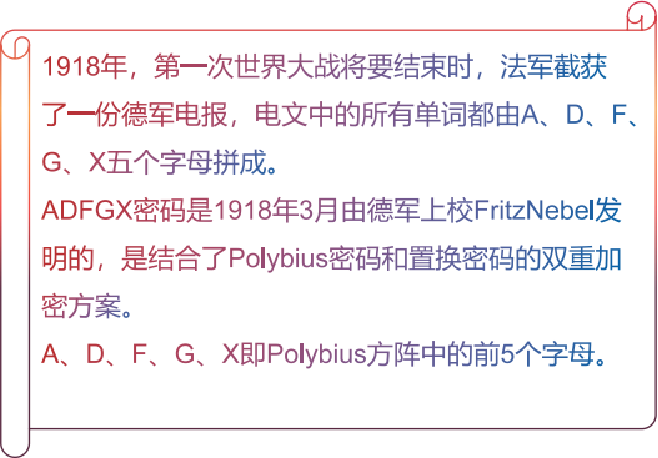 1918年，第一次世界大战将要结束时，法军截获
了一份德军电报，电文中的所有单词都由A、D、F、
G、X五个字母拼成。
ADFGX密码是1918年3月由德军上校FritzNebel发
明的，是结合了Polybius密码和置换密码的双重加
密方案。
A、D、F、G、X即Polybius方阵中的前5个字母。